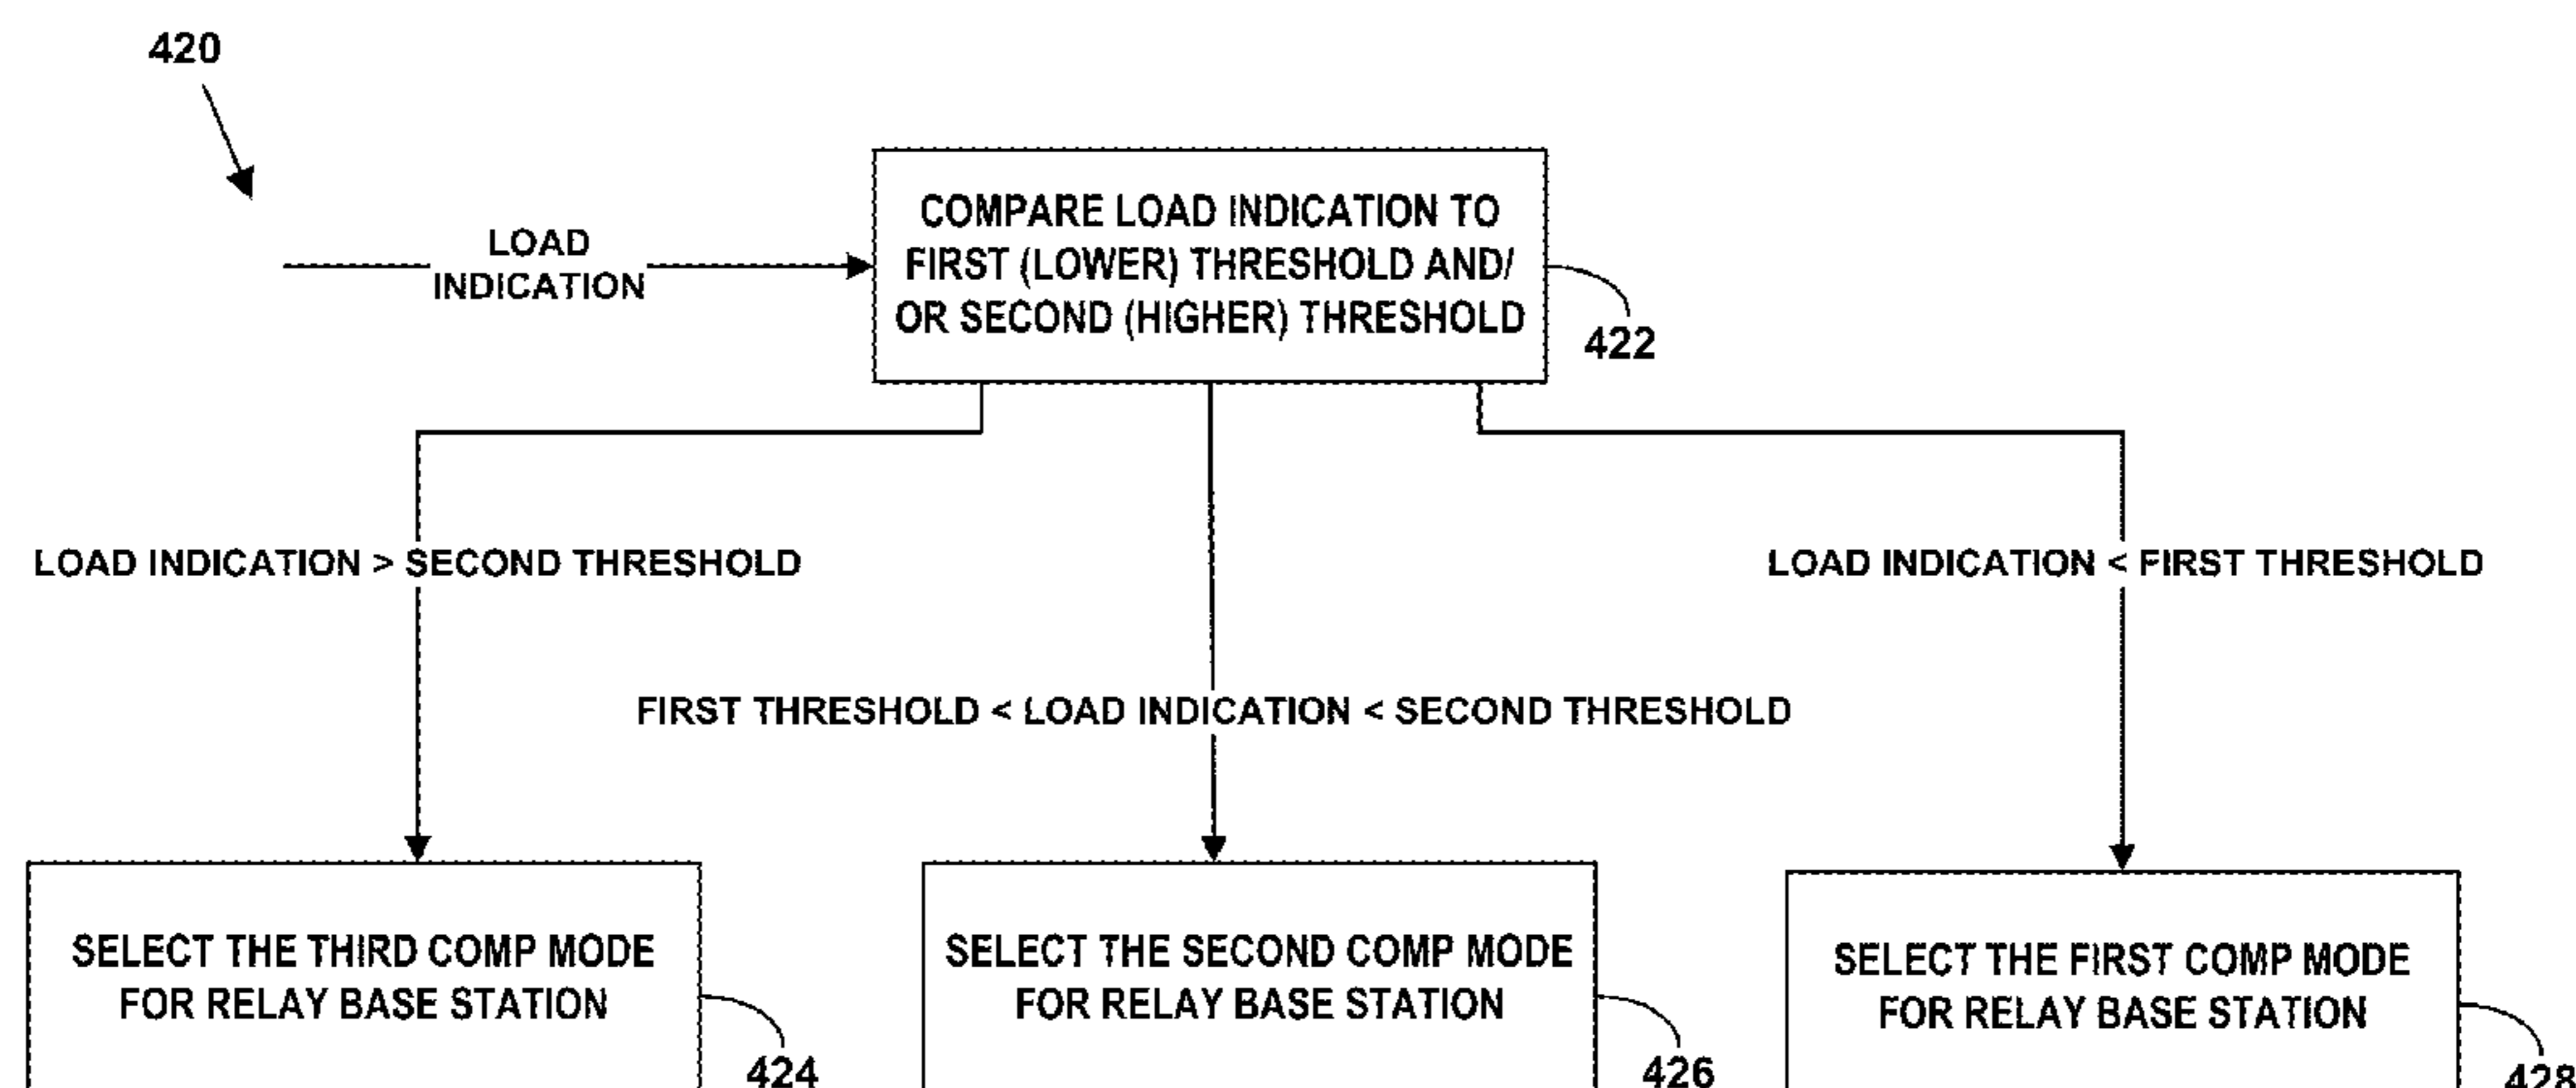 420
LOAD
INDICATION
COMPARE LOAD INDICATION TO
FIRST (LOWER) THRESHOLD AND/
OR SECOND (HIGHER) THRESHOLD
422
LOAD INDICATION > SECOND THRESHOLD
LOAD INDICATION < FIRST THRESHOLD
FIRST THRESHOLD < LOAD INDICATION < SECOND THRESHOLD
SELECT THE THIRD COMP MODE
FOR RELAY BASE STATION
424
SELECT THE SECOND COMP MODE
FOR RELAY BASE STATION
426
SELECT THE FIRST COMP MODE
FOR RELAY BASE STATION
428